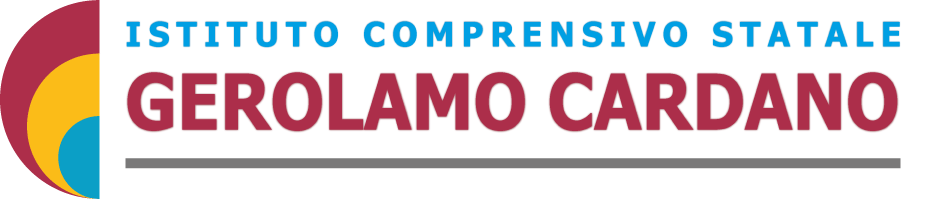 ISTITUTO COMPRENSIVO STATALE
GEROLAMO CARDANO